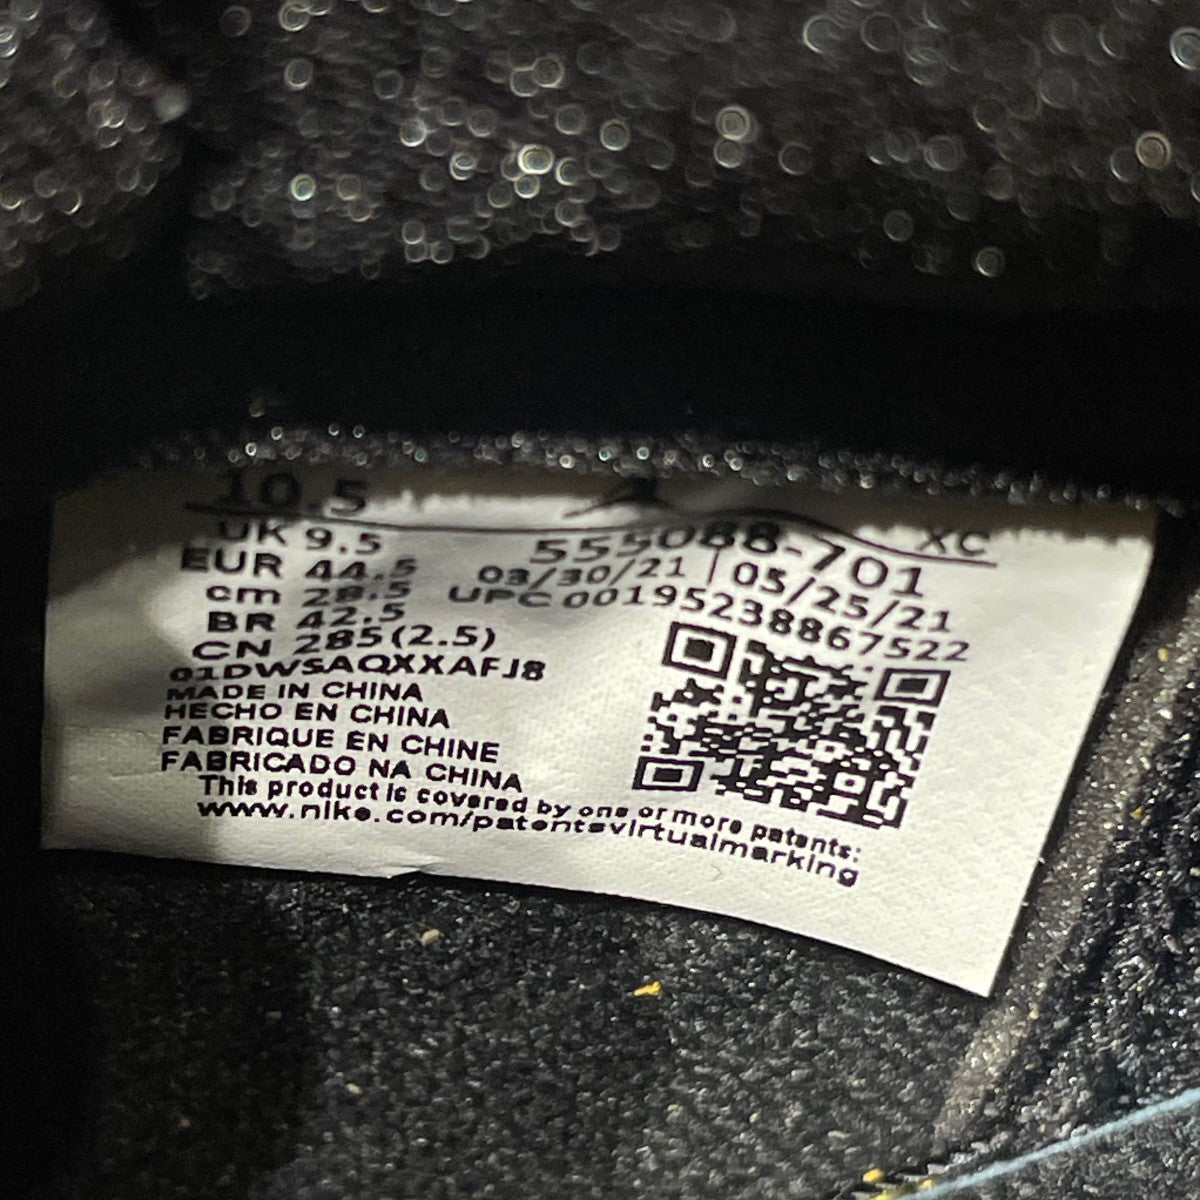 10.5 XC
UK 9.5 555088-701
EUR 44.5 03/30/21 | 05/25/21
cm 28.5 UPC 00195238867522
BR 42.5
CN 285(2.5)
01DWSAQXXAFJ8
MADE IN CHINA
HECHO EN CHINA
FABRIQUE EN CHINE
FABRICADO NA CHINA
This product is covered by one or more patents:
www.nike.com/patentsvirtualmarking